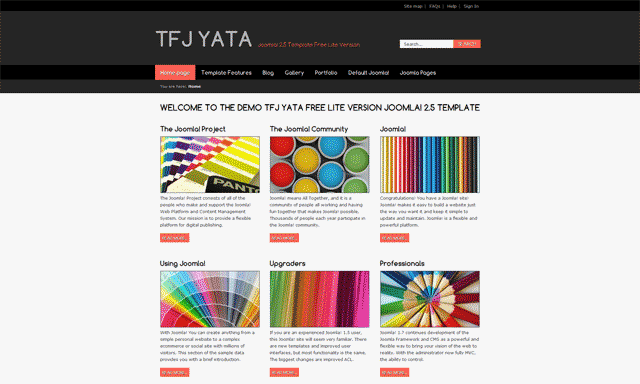 Site map | FAQs | Help | Sign In
TFJ YATA Joomla 2.5 Template Free Lite Version
Search... SEARCH
Home page Template Features Blog Gallery Portfolio Default Joomla! Joomla Pages
You are here: Home
WELCOME TO THE DEMO TFJ YATA FREE LITE VERSION JOOMLA! 2.5 TEMPLATE
The Joomla! Project
PANT
The Joomla! Project consists of all of the
people who make and support the Joomla!
Web Platform and Content Management
System. Our mission is to provide a flexible
platform for digital publishing.
READ MORE...
The Joomla! Community
Joomla! means All Together, and it is a
community of people all working and having
fun together that makes Joomla! possible.
Thousands of people each year participate in
the Joomla! community.
READ MORE...
Joomla!
Congratulations! You have a Joomla! site!
Joomla! makes it easy to build a website just
the way you want it and keep it simple to
update and maintain. Joomla! is a flexible and
powerful platform.
READ MORE...
Using Joomla!
With Joomla! You can create anything from a
simple personal website to a complex
ecommerce or social site with millions of
visitors. This section of the sample data
provides you with a brief introduction.
READ MORE...
Upgraders
If you are an experienced Joomla! 1.5 user,
this Joomla! site will seem very familiar. There
are new templates and improved user
interfaces, but most functionality is the same.
The biggest changes are improved ACL.
READ MORE...
Professionals
Joomla! 1.7 continues development of the
Joomla Framework and CMS as a powerful and
flexible way to bring your vision of the web to
reality. With the administrator now fully MVC,
the ability to control.
READ MORE...